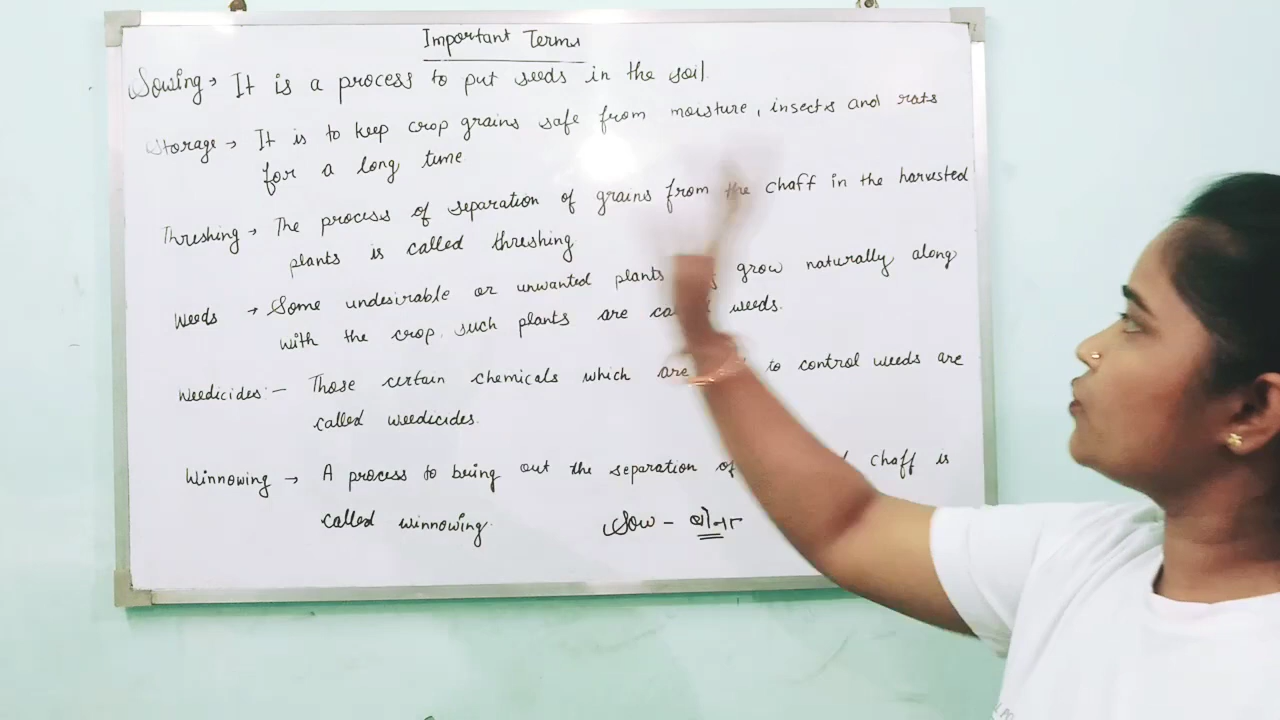 Important Terms
Sowing → It is a process to put seeds in the soil.
Storage → It is to keep crop grains safe from moisture, insects and rats
for a long time
Threshing → The process of separation of grains from the chaff in the harvested
plants is called threshing
Weeds → Some undesirable or unwanted plants grow naturally along
with the crop. such plants are weeds.
Weedicides:- Those certain chemicals which are to control weeds are
called weedicides.
Winnowing → A process to bring out the separation of chaff is
called winnowing.
Sow - बोना